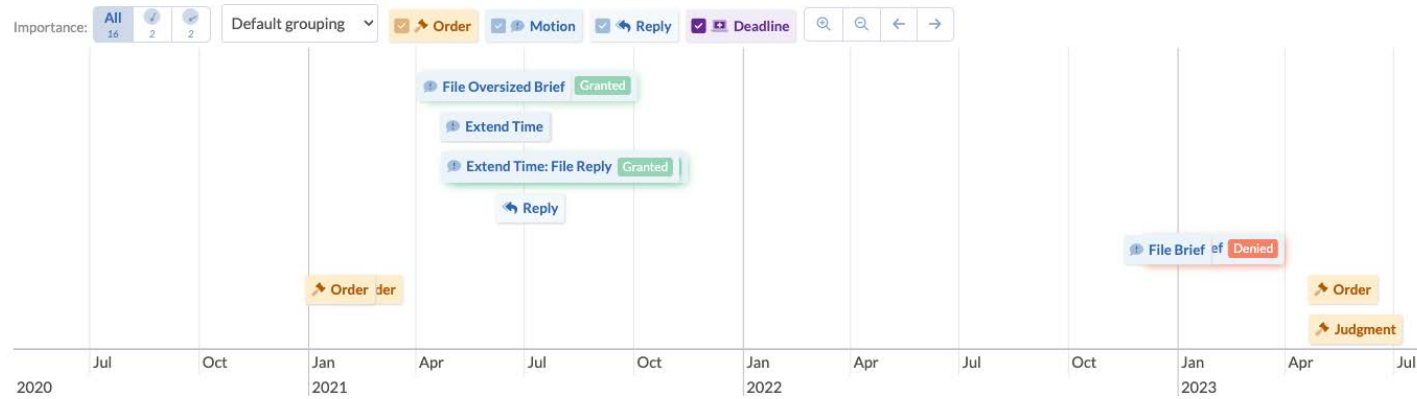 Importance: All 16 2 2 Default grouping Order Motion Reply Deadline
File Oversized Brief Granted
Extend Time
Extend Time: File Reply Granted
Reply
File Brief ef Denied
Order der Order
Judgment
Jul Oct Jan Apr Jul Oct Jan Apr Jul Oct Jan Apr Jul
2020 2021 2022 2023